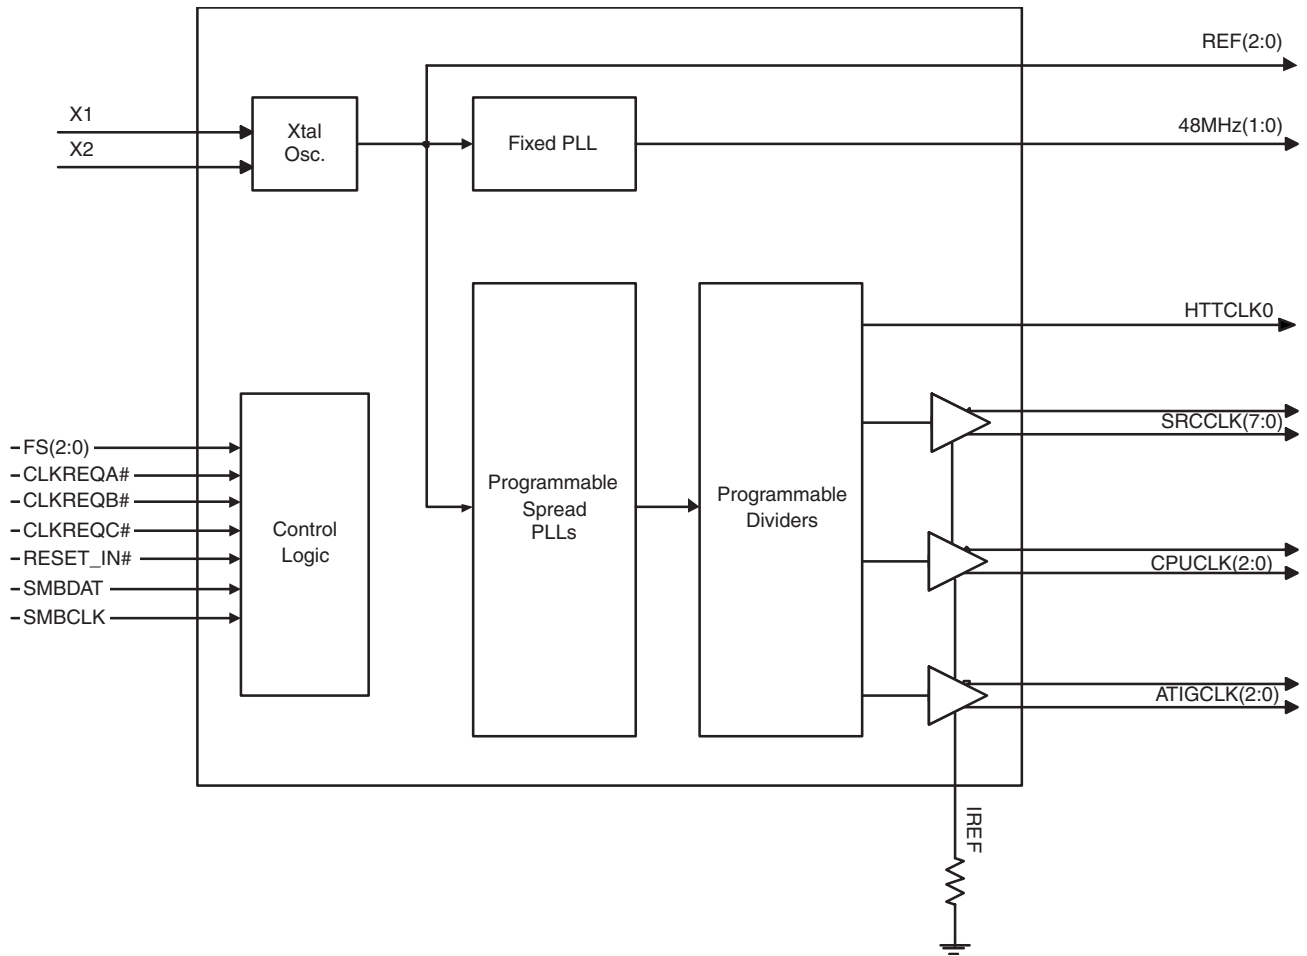 REF(2:0)
X1
Xtal
Osc.
Fixed PLL
48MHz(1:0)
X2
HTTCLK0
SRCCLK(7:0)
FS(2:0)
CLKREQA#
CLKREQB#
CLKREQC#
RESET_IN#
SMBDAT
SMBCLK
Control
Logic
Programmable
Spread
PLLs
Programmable
Dividers
CPUCLK(2:0)
ATIGCLK(2:0)
IREF